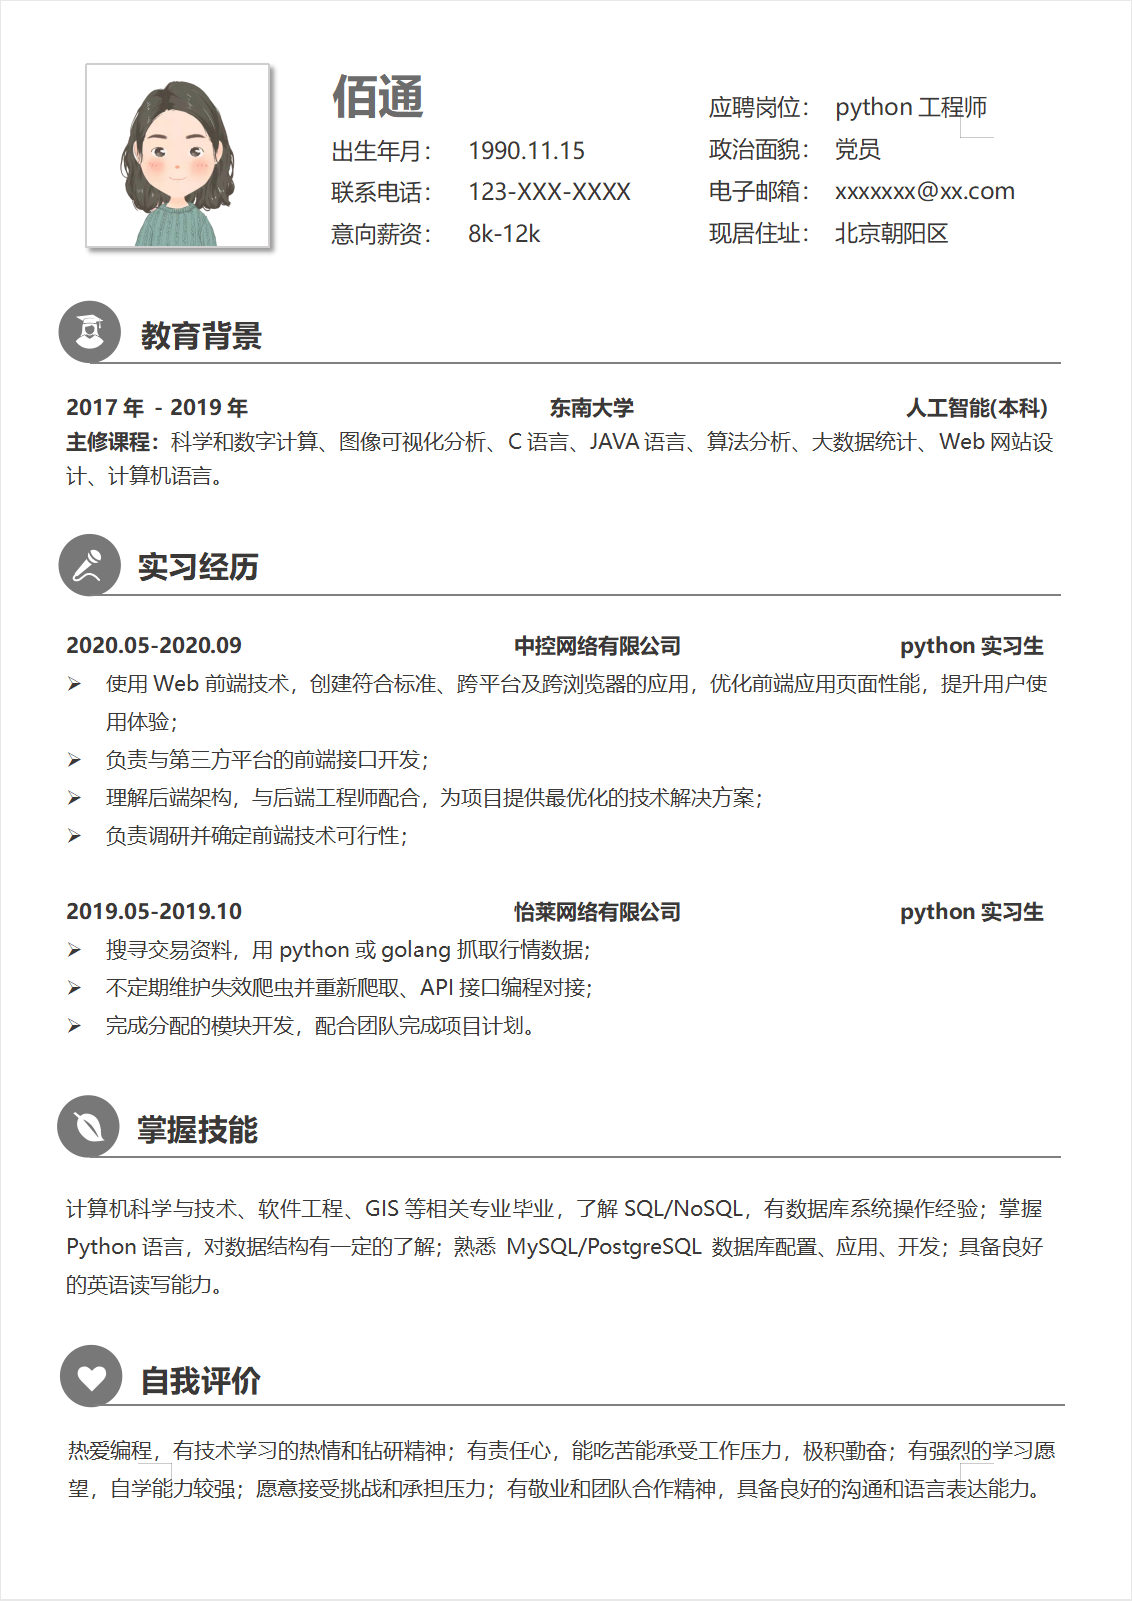 佰通
出生年月： 1990.11.15
联系电话： 123-XXX-XXXX
意向薪资： 8k-12k
应聘岗位： python 工程师
政治面貌： 党员
电子邮箱： xxxxxxx@xx.com
现居住址： 北京朝阳区
教育背景
2017 年 - 2019 年 东南大学 人工智能(本科)
主修课程：科学和数字计算、图像可视化分析、C 语言、JAVA 语言、算法分析、大数据统计、Web 网站设
计、计算机语言。
实习经历
2020.05-2020.09 中控网络有限公司 python 实习生
➢ 使用 Web 前端技术，创建符合标准、跨平台及跨浏览器的应用，优化前端应用页面性能，提升用户使
用体验；
➢ 负责与第三方平台的前端接口开发；
➢ 理解后端架构，与后端工程师配合，为项目提供最优化的技术解决方案；
➢ 负责调研并确定前端技术可行性；
2019.05-2019.10 怡莱网络有限公司 python 实习生
➢ 搜寻交易资料，用 python 或 golang 抓取行情数据；
➢ 不定期维护失效爬虫并重新爬取、API 接口编程对接；
➢ 完成分配的模块开发，配合团队完成项目计划。
掌握技能
计算机科学与技术、软件工程、GIS 等相关专业毕业，了解 SQL/NoSQL，有数据库系统操作经验；掌握
Python 语言，对数据结构有一定的了解；熟悉 MySQL/PostgreSQL 数据库配置、应用、开发；具备良好
的英语读写能力。
自我评价
热爱编程，有技术学习的热情和钻研精神；有责任心，能吃苦能承受工作压力，极积勤奋；有强烈的学习愿
望，自学能力较强；愿意接受挑战和承担压力；有敬业和团队合作精神，具备良好的沟通和语言表达能力。